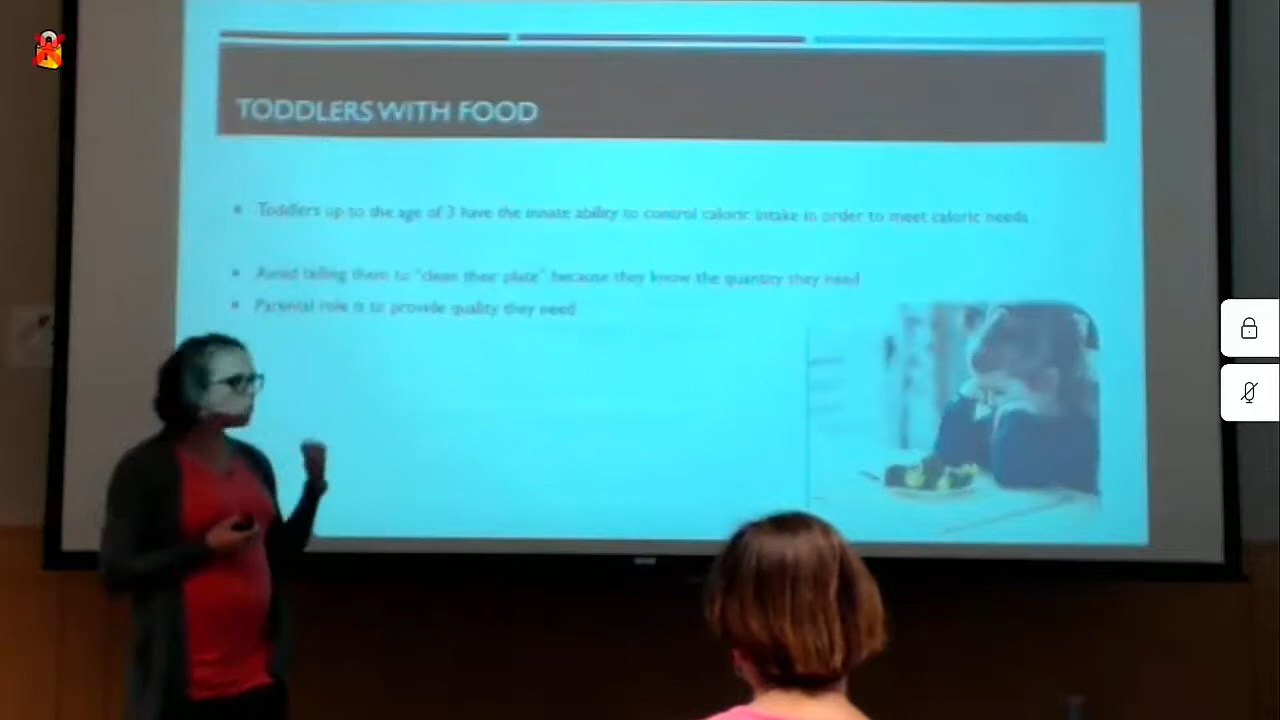 TODDLERS WITH FOOD
Toddlers up to the age of 3 have the innate ability to control caloric intake in order to meet caloric needs
Avoid telling them to "clean their plate" because they know the quantity they need
Parental role is to provide quality they need